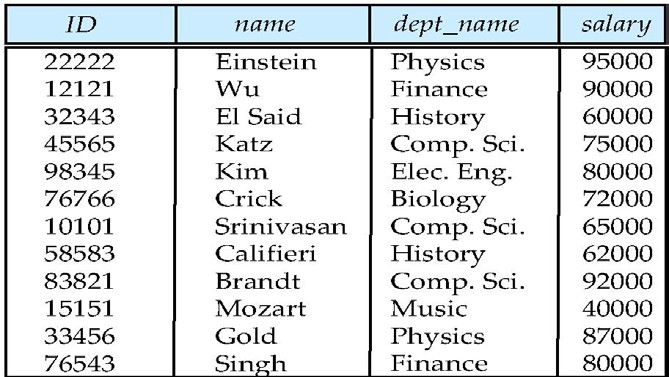 ID name dept_name salary
22222 Einstein Physics 95000
12121 Wu Finance 90000
32343 El Said History 60000
45565 Katz Comp. Sci. 75000
98345 Kim Elec. Eng. 80000
76766 Crick Biology 72000
10101 Srinivasan Comp. Sci. 65000
58583 Califieri History 62000
83821 Brandt Comp. Sci. 92000
15151 Mozart Music 40000
33456 Gold Physics 87000
76543 Singh Finance 80000